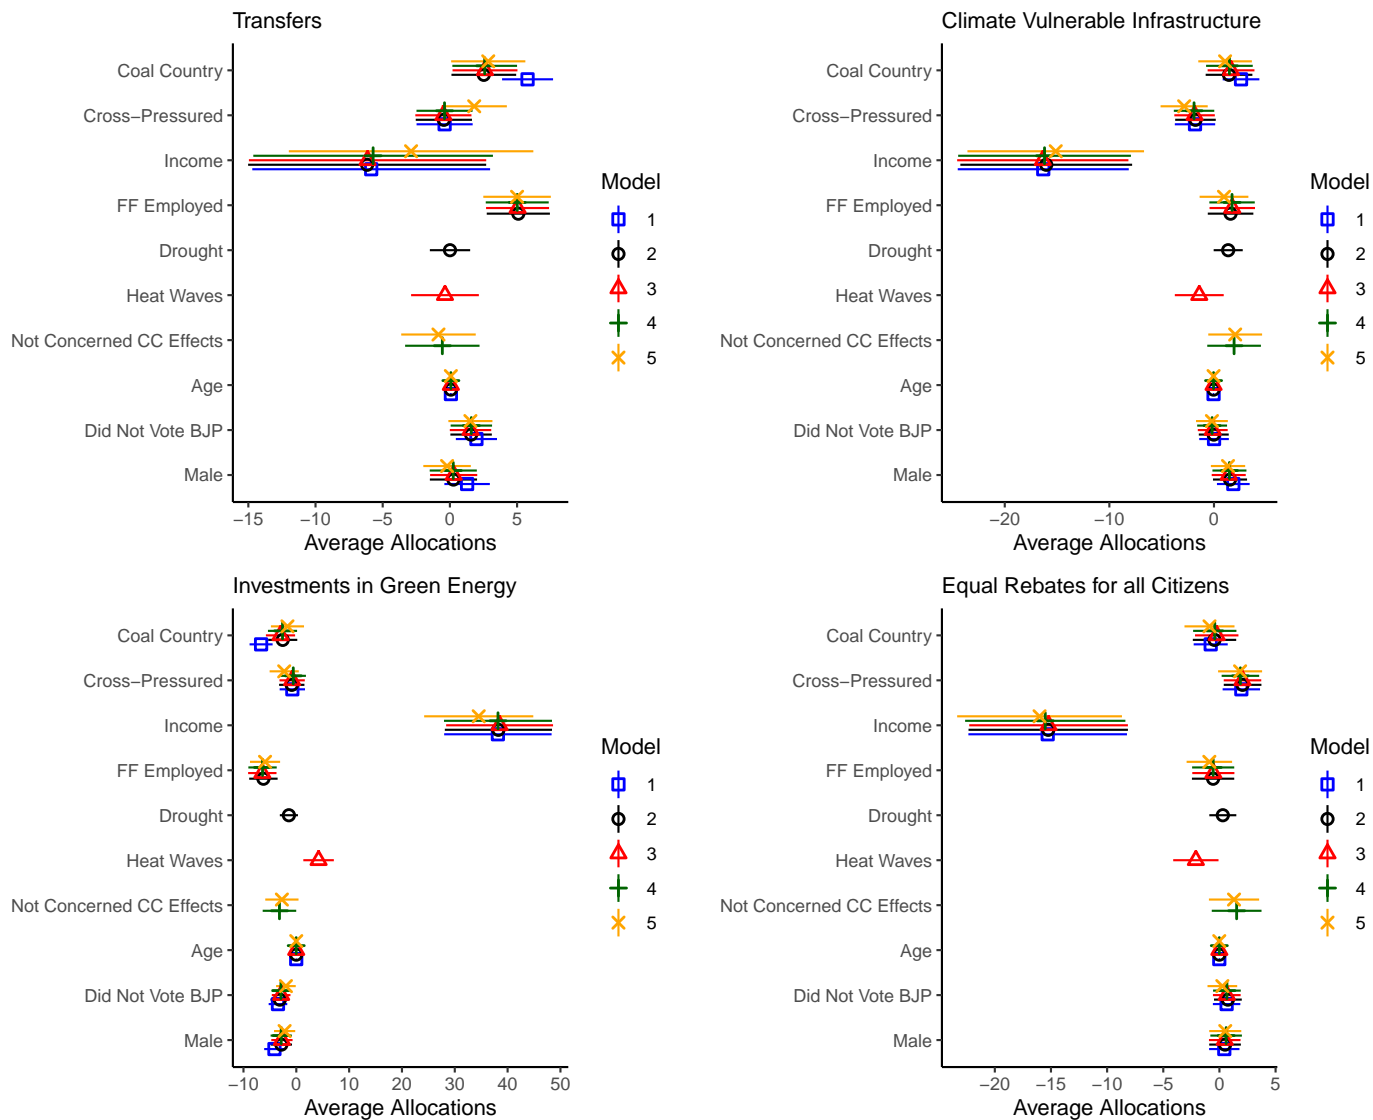 Transfers
Coal Country
Cross−Pressured
Income
FF Employed
Drought
Heat Waves
Not Concerned CC Effects
Age
Did Not Vote BJP
Male
−15 −10 −5 0 5
Average Allocations
Model
1
2
3
4
5
Climate Vulnerable Infrastructure
Coal Country
Cross−Pressured
Income
FF Employed
Drought
Heat Waves
Not Concerned CC Effects
Age
Did Not Vote BJP
Male
−20 −10 0
Average Allocations
Investments in Green Energy
Coal Country
Cross−Pressured
Income
FF Employed
Drought
Heat Waves
Not Concerned CC Effects
Age
Did Not Vote BJP
Male
−10 0 10 20 30 40 50
Average Allocations
Model
1
2
3
4
5
Equal Rebates for all Citizens
Coal Country
Cross−Pressured
Income
FF Employed
Drought
Heat Waves
Not Concerned CC Effects
Age
Did Not Vote BJP
Male
−20 −15 −10 −5 0 5
Average Allocations
Model
1
2
3
4
5
Model
1
2
3
4
5